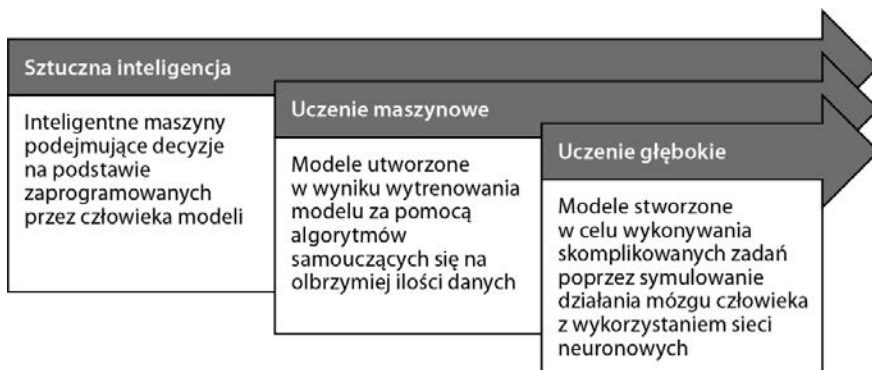 Sztuczna inteligencja
Inteligentne maszyny
podejmujące decyzje
na podstawie
zaprogramowanych
przez człowieka modeli
Uczenie maszynowe
Modele utworzone
w wyniku wytrenowania
modelu za pomocą
algorytmów
samouczących się na
olbrzymiej ilości danych
Uczenie głębokie
Modele stworzone
w celu wykonywania
skomplikowanych zadań
poprzez symulowanie
działania mózgu człowieka
z wykorzystaniem sieci
neuronowych